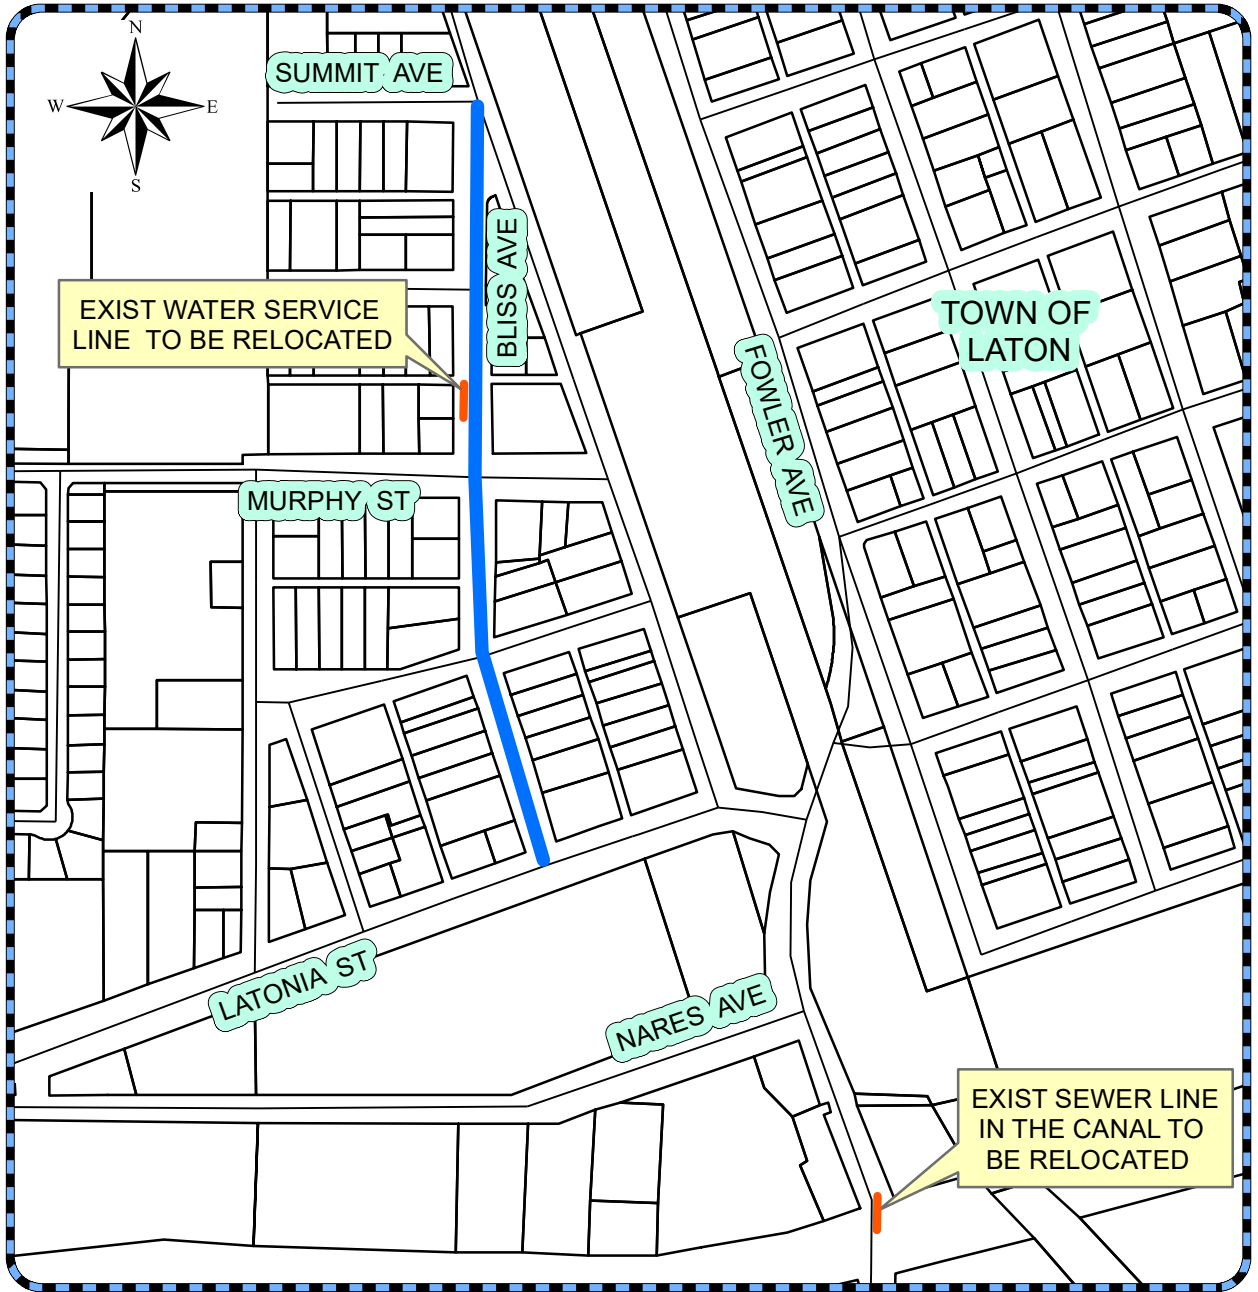 N
SUMMIT AVE
W
E
S
BLISS AVE
EXIST WATER SERVICE
LINE TO BE RELOCATED
TOWN OF
LATON
FOWLER AVE
MURPHY ST
LATONIA ST
NARES AVE
EXIST SEWER LINE
IN THE CANAL TO
BE RELOCATED